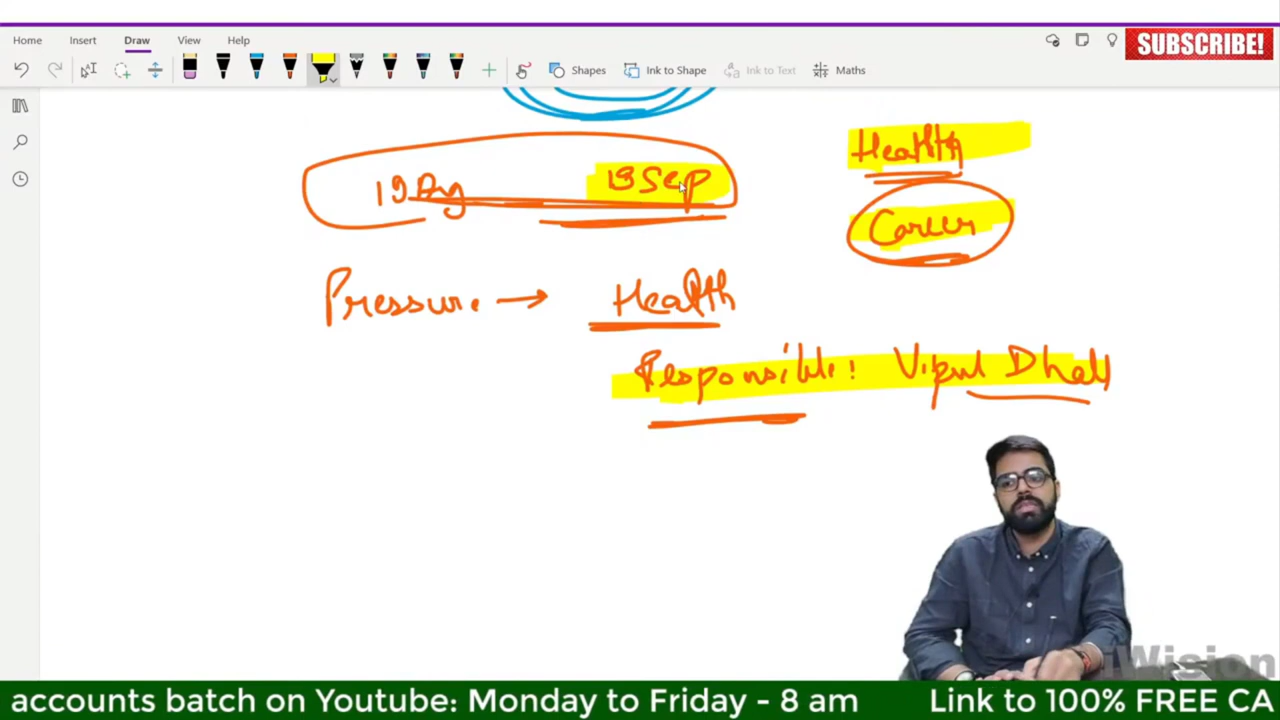 Home Insert Draw View Help
SUBSCRIBE!
Shapes Ink to Shape Ink to Text Maths
Health
19 Aug 19 Sep
Career
Pressure → Health
Responsible: Vipul Dhall
iWision
accounts batch on Youtube: Monday to Friday - 8 am Link to 100% FREE CA